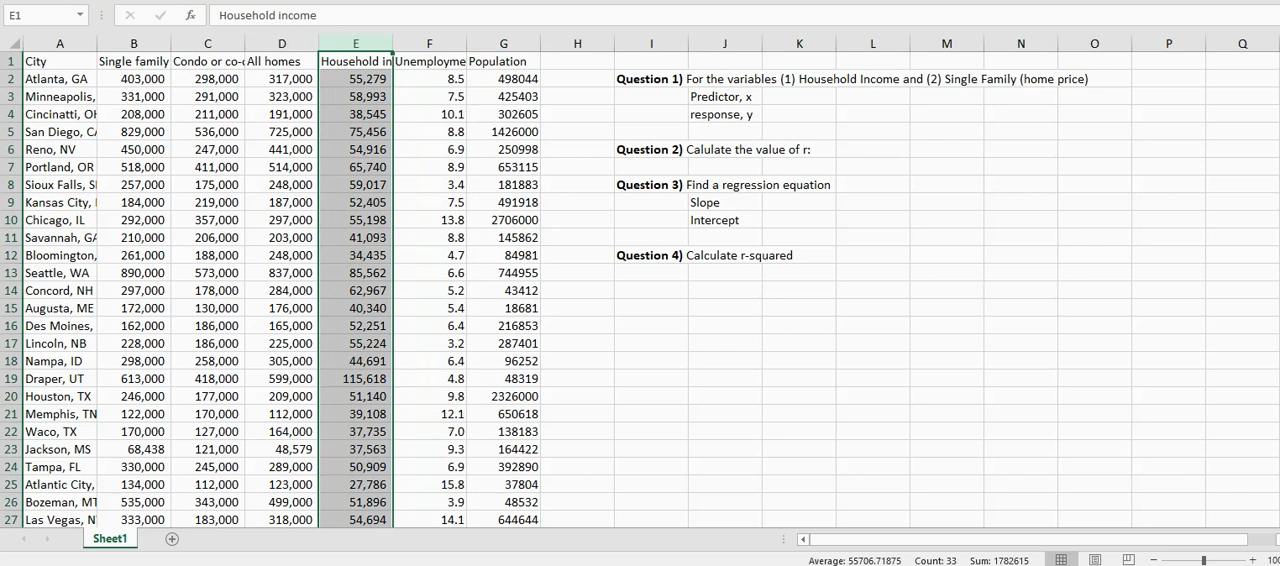 E1 fx Household income
A B C D E F G H I J K L M N O P Q
1 City Single family Condo or co- All homes Household in Unemployme Population
2 Atlanta, GA 403,000 298,000 317,000 55,279 8.5 498044 Question 1) For the variables (1) Household Income and (2) Single Family (home price)
3 Minneapolis, 331,000 291,000 323,000 58,993 7.5 425403 Predictor, x
4 Cincinatti, OH 208,000 211,000 191,000 38,545 10.1 302605 response, y
5 San Diego, CA 829,000 536,000 725,000 75,456 8.8 1426000
6 Reno, NV 450,000 247,000 441,000 54,916 6.9 250998 Question 2) Calulate the value of r:
7 Portland, OR 518,000 411,000 514,000 65,740 8.9 653115
8 Sioux Falls, S 257,000 175,000 248,000 59,017 3.4 181883 Question 3) Find a regression equation
9 Kansas City, 184,000 219,000 187,000 52,405 7.5 491918 Slope
10 Chicago, IL 292,000 357,000 297,000 55,198 13.8 2706000 Intercept
11 Savannah, GA 210,000 206,000 203,000 41,093 8.8 145862
12 Bloomington, 261,000 188,000 248,000 34,435 4.7 84981 Question 4) Calculate r-squared
13 Seattle, WA 890,000 573,000 837,000 85,562 6.6 744955
14 Concord, NH 297,000 178,000 284,000 62,967 5.2 43412
15 Augusta, ME 172,000 130,000 176,000 40,340 5.4 18681
16 Des Moines, 162,000 186,000 165,000 52,251 6.4 216853
17 Lincoln, NB 228,000 186,000 225,000 55,224 3.2 287401
18 Nampa, ID 298,000 258,000 305,000 44,691 6.4 96252
19 Draper, UT 613,000 418,000 599,000 115,618 4.8 48319
20 Houston, TX 246,000 177,000 209,000 51,140 9.8 2326000
21 Memphis, TN 122,000 170,000 112,000 39,108 12.1 650618
22 Waco, TX 170,000 127,000 164,000 37,735 7.0 138183
23 Jackson, MS 68,438 121,000 48,579 37,563 9.3 164422
24 Tampa, FL 330,000 245,000 289,000 50,909 6.9 392890
25 Atlantic City, 134,000 112,000 123,000 27,786 15.8 37804
26 Bozeman, MT 535,000 343,000 499,000 51,896 3.9 48532
27 Las Vegas, N 333,000 183,000 318,000 54,694 14.1 644644
Sheet1
Average: 55706.71875 Count: 33 Sum: 1782615 100